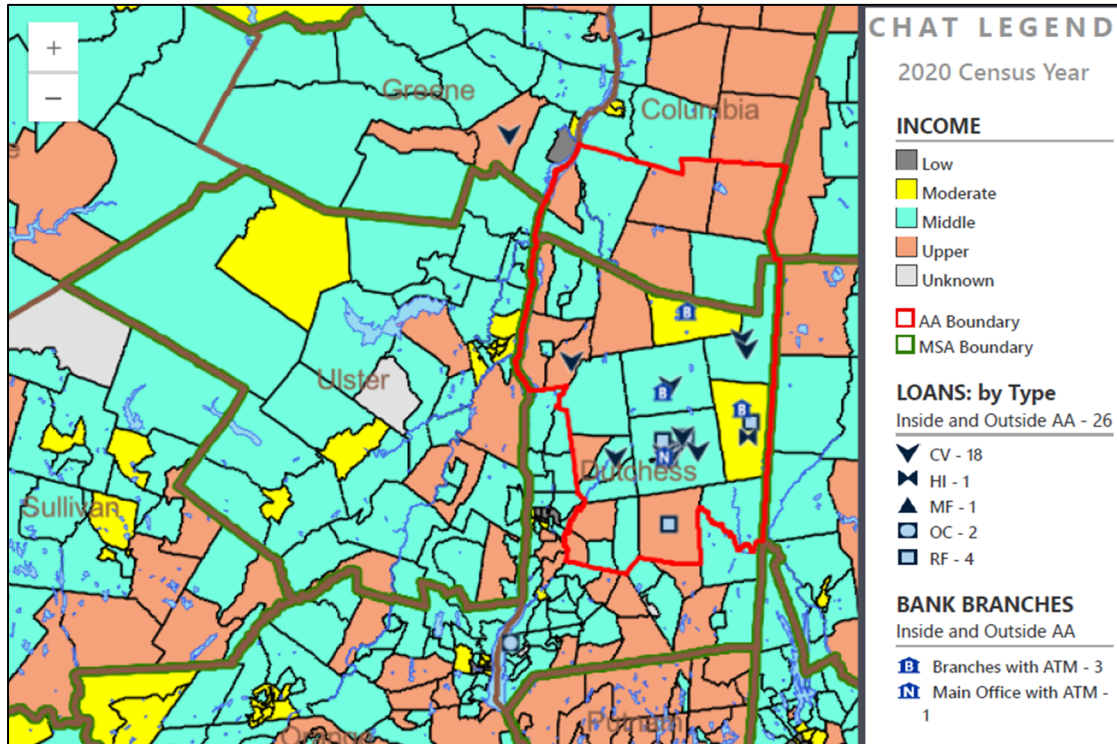 +
−
Greene
Columbia
e
Ulster
Dutchess
Sullivan
Orange
Putnam
B
B
B
N
CHAT LEGEND
2020 Census Year
INCOME
Low
Moderate
Middle
Upper
Unknown
AA Boundary
MSA Boundary
LOANS: by Type
Inside and Outside AA - 26
CV - 18
HI - 1
MF - 1
OC - 2
RF - 4
BANK BRANCHES
Inside and Outside AA
B Branches with ATM - 3
N Main Office with ATM -
1